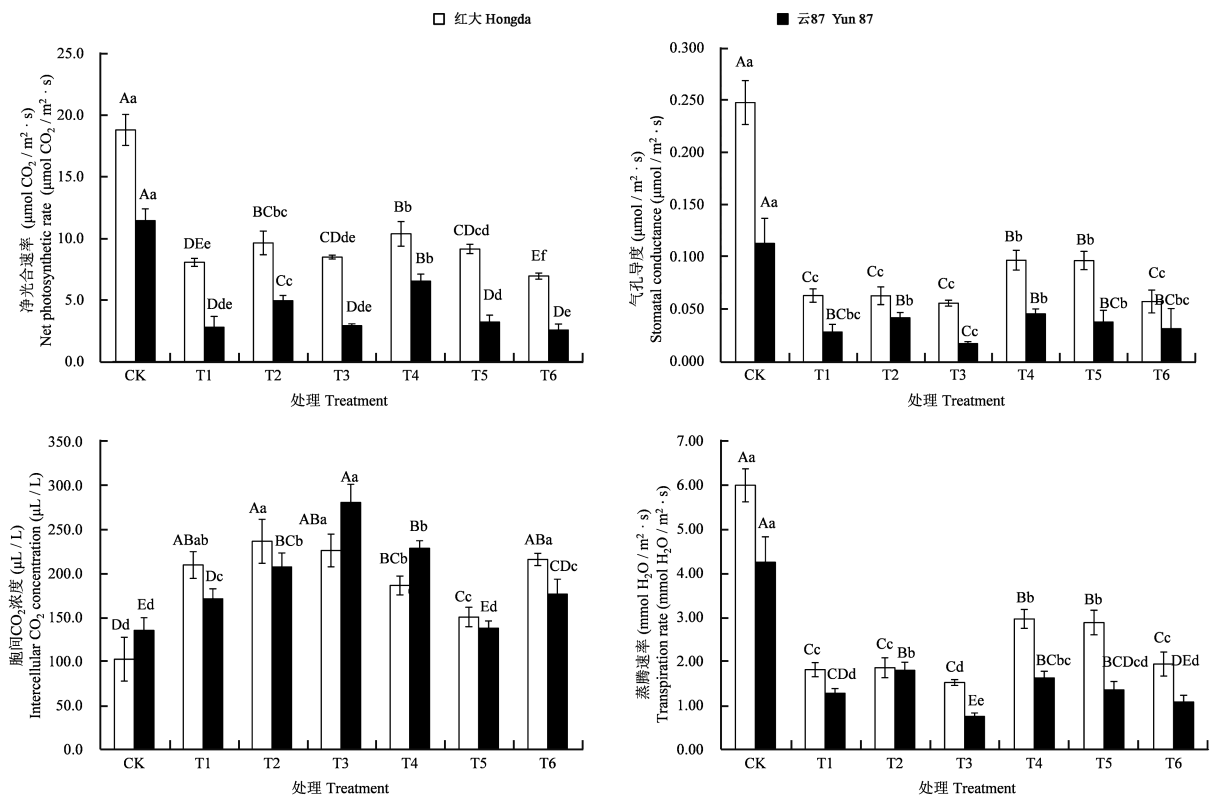 红大 Hongda
云87 Yun 87
净光合速率 (μmol CO₂ / m² · s)
Net photosynthetic rate (μmol CO₂ / m² · s)
25.0
20.0
15.0
10.0
5.0
0.0
Aa
Aa
DEe
Dde
BCbc
Cc
CDde
Dde
Bb
Bb
CDcd
Dd
Ef
De
CK T1 T2 T3 T4 T5 T6
处理 Treatment
气孔导度 (μmol / m² · s)
Stomatal conductance (μmol / m² · s)
0.300
0.250
0.200
0.150
0.100
0.050
0.000
Aa
Aa
Cc
BCbc
Cc
Bb
Cc
Cc
Bb
Bb
Bb
BCb
Cc
BCbc
CK T1 T2 T3 T4 T5 T6
处理 Treatment
胞间CO₂浓度 (μL / L)
Intercellular CO₂ concentration (μL / L)
350.0
300.0
250.0
200.0
150.0
100.0
50.0
0.0
Dd
Ed
ABab
Dc
Aa
BCb
ABa
Aa
BCb
Bb
Cc
Ed
ABa
CDc
CK T1 T2 T3 T4 T5 T6
处理 Treatment
蒸腾速率 (mmol H₂O / m² · s)
Transpiration rate (mmol H₂O / m² · s)
7.00
6.00
5.00
4.00
3.00
2.00
1.00
0.00
Aa
Aa
Cc
CDd
Cc
Bb
Cd
Ee
Bb
BCbc
Bb
BCDcd
Cc
DEd
CK T1 T2 T3 T4 T5 T6
处理 Treatment